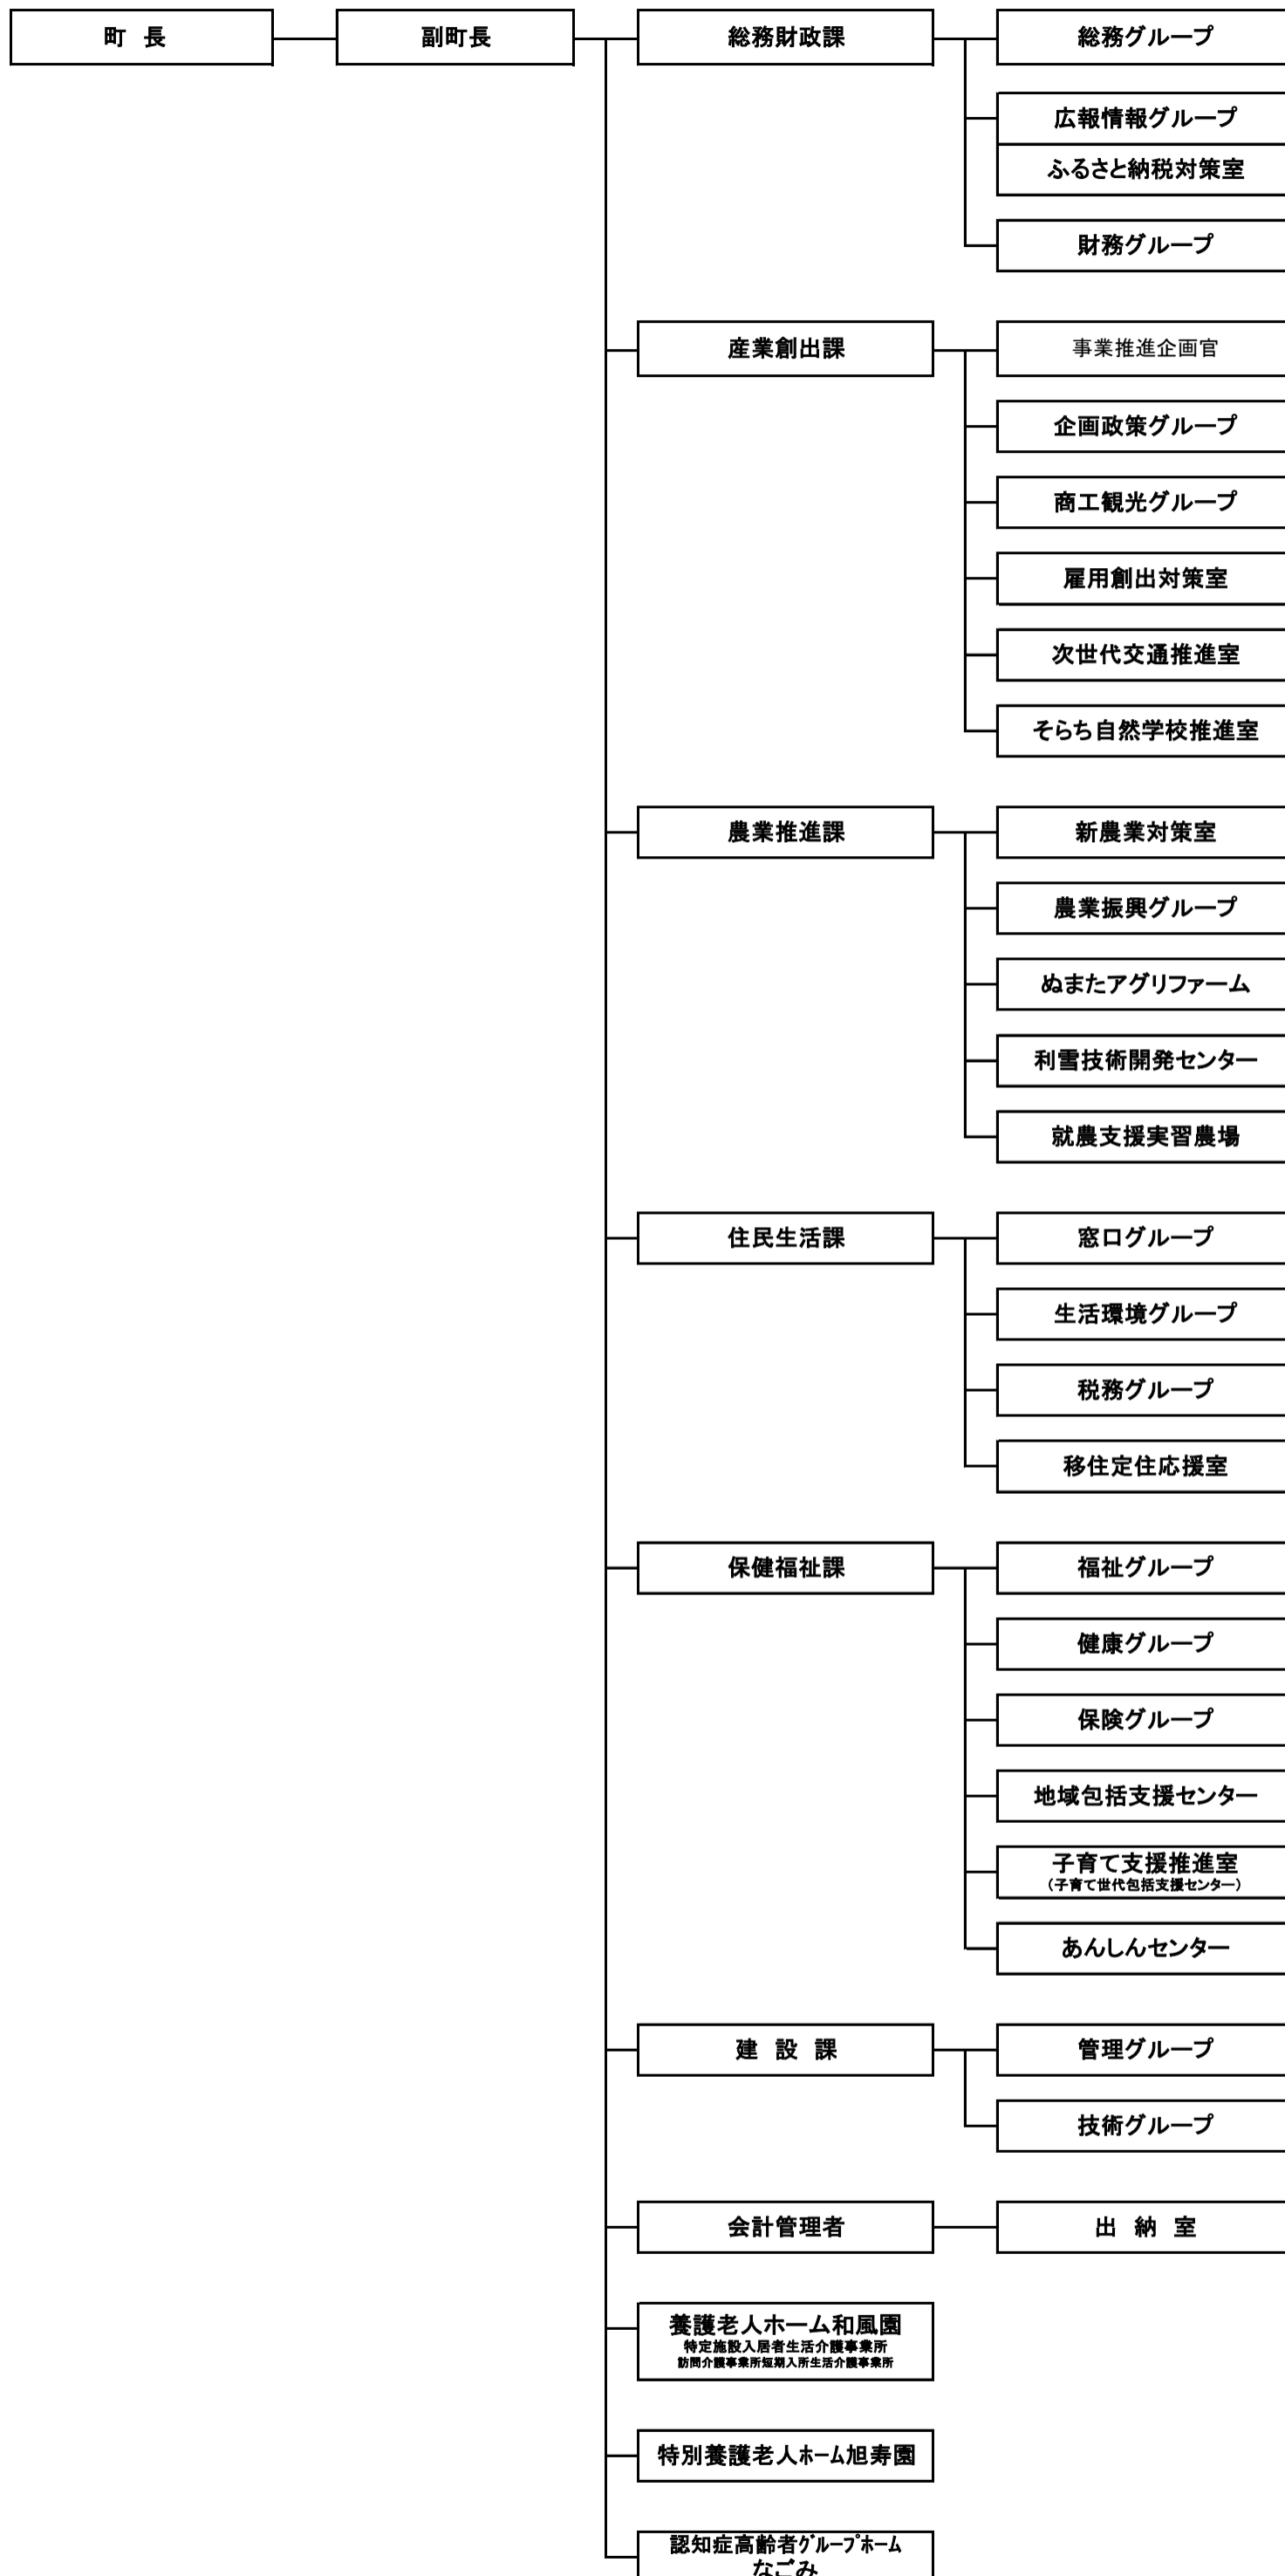 町 長
副町長
総務財政課
総務グループ
広報情報グループ
ふるさと納税対策室
財務グループ
産業創出課
事業推進企画官
企画政策グループ
商工観光グループ
雇用創出対策室
次世代交通推進室
そらち自然学校推進室
農業推進課
新農業対策室
農業振興グループ
ぬまたアグリファーム
利雪技術開発センター
就農支援実習農場
住民生活課
窓口グループ
生活環境グループ
税務グループ
移住定住応援室
保健福祉課
福祉グループ
健康グループ
保険グループ
地域包括支援センター
子育て支援推進室
(子育て世代包括支援センター)
あんしんセンター
建 設 課
管理グループ
技術グループ
会計管理者
出 納 室
養護老人ホーム和風園
特定施設入居者生活介護事業所
訪問介護事業所短期入所生活介護事業所
特別養護老人ホーム旭寿園
認知症高齢者グループホーム
なごみ